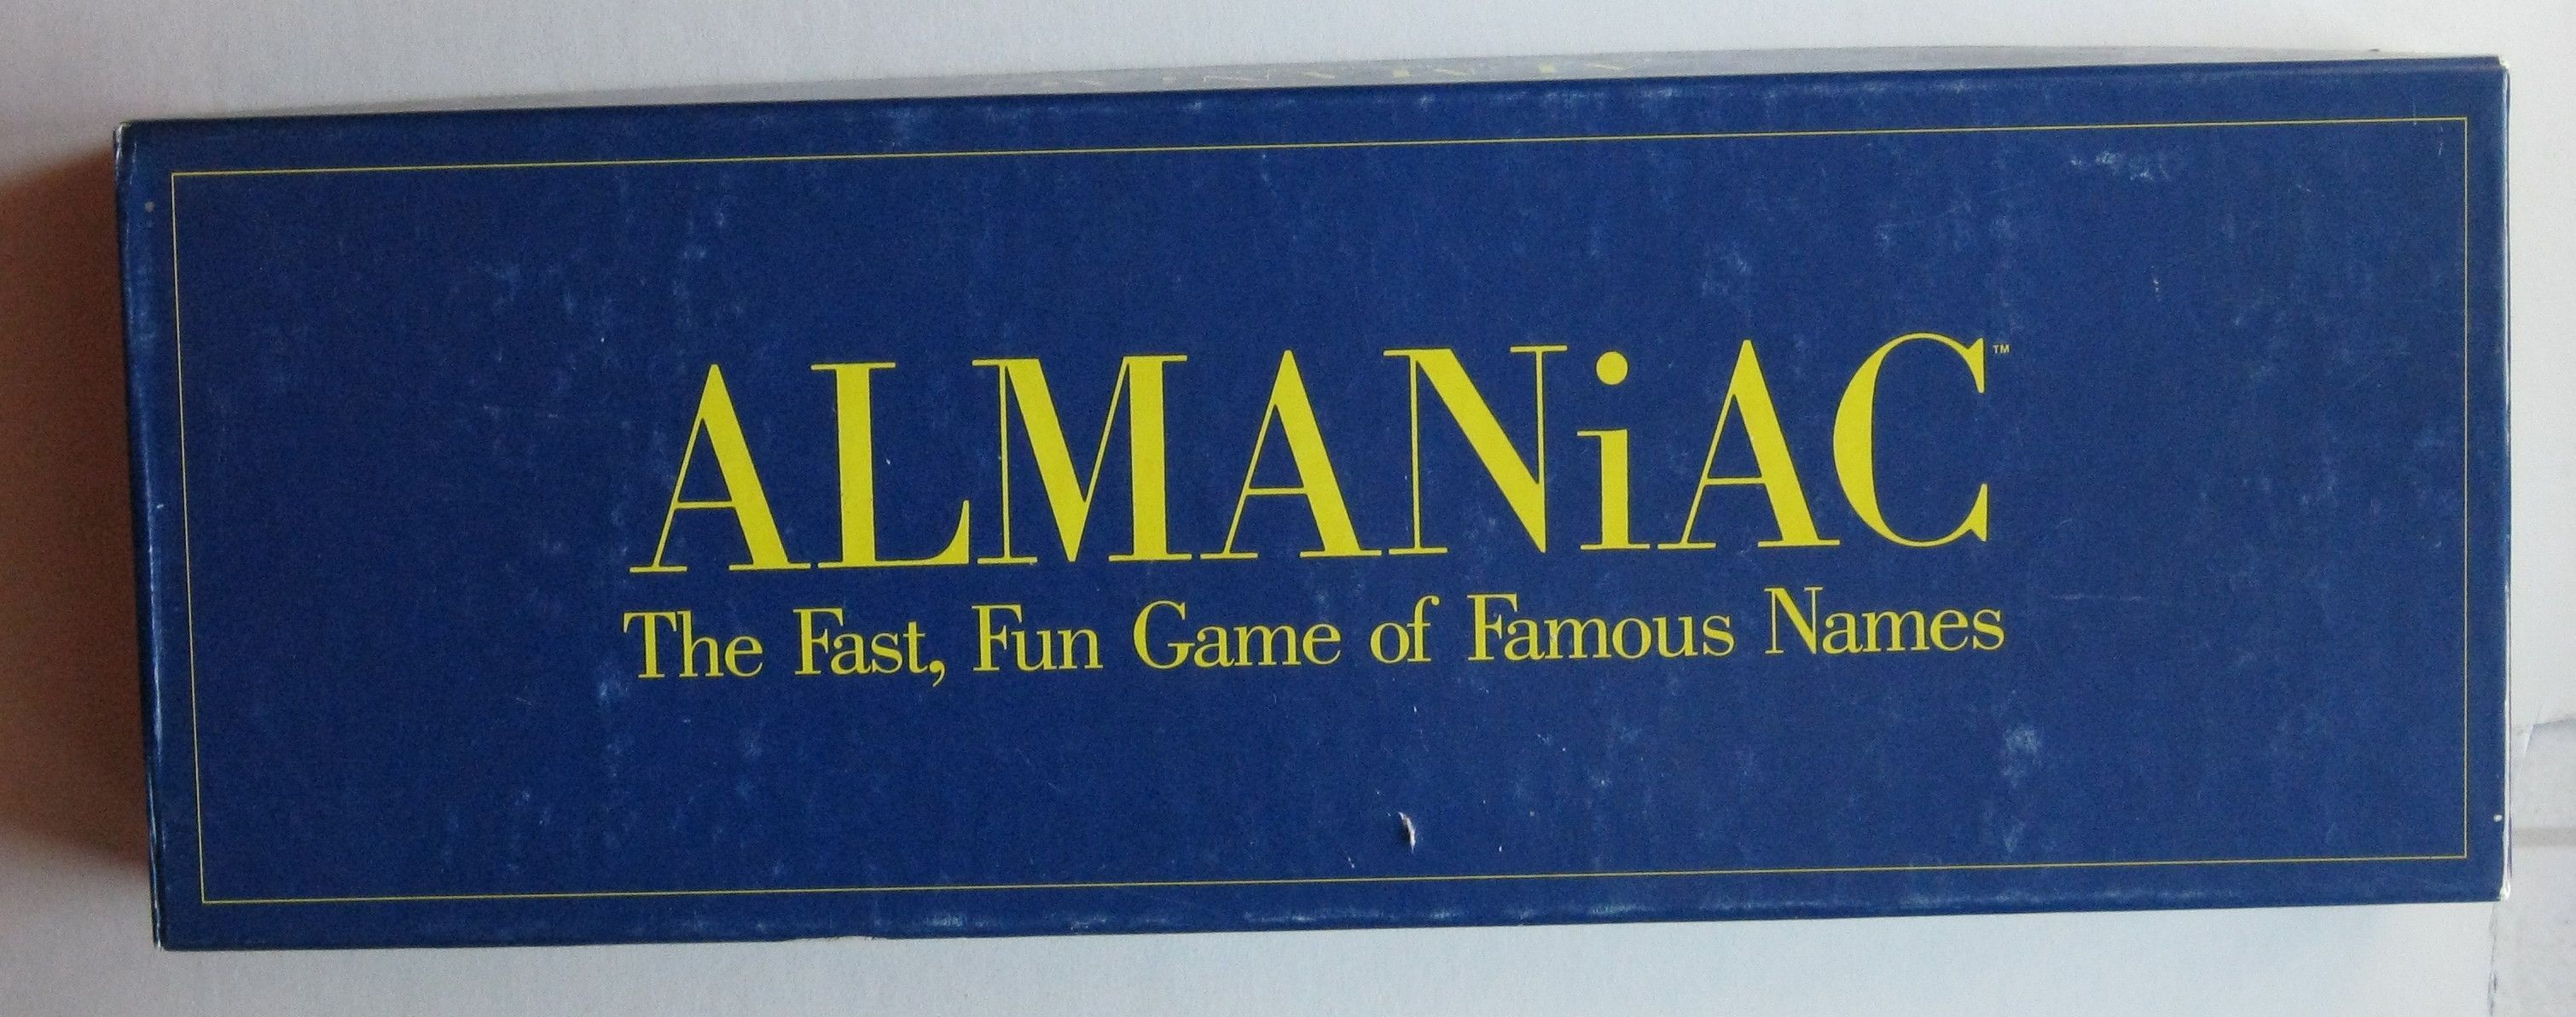 ALMANiAC™
The Fast, Fun Game of Famous Names